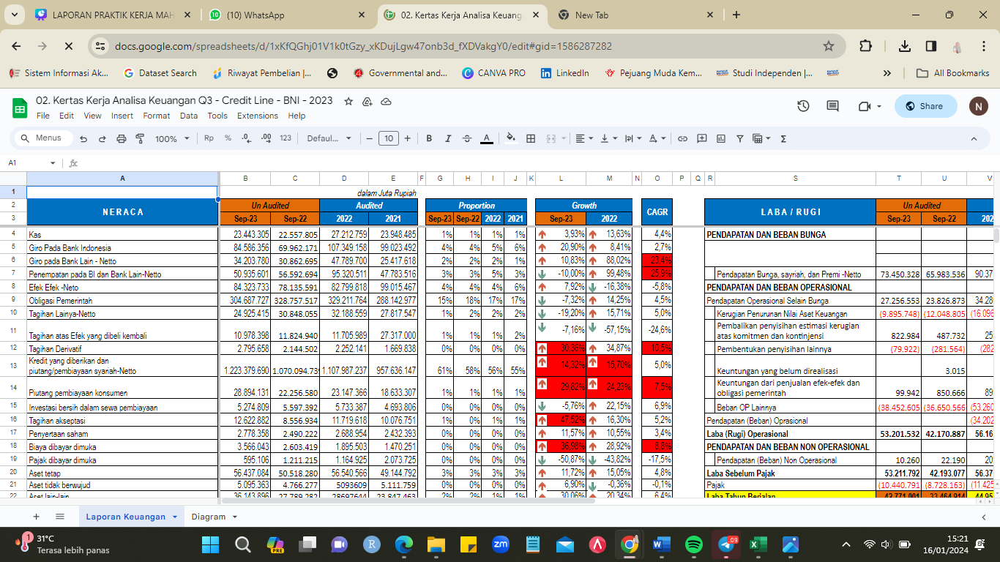 LAPORAN PRAKTIK KERJA MAH
(10) WhatsApp
02. Kertas Kerja Analisa Keuang
New Tab
docs.google.com/spreadsheets/d/1xKfQGhj01V1k0tGzy_xKDujLgw47onb3d_fXDVakgY0/edit#gid=1586287282
Sistem Informasi Ak... Dataset Search Riwayat Pembelian |... Governmental and... CANVA PRO LinkedIn Pejuang Muda Kem... Studi Independen |... » All Bookmarks
02. Kertas Kerja Analisa Keuangan Q3 - Credit Line - BNI - 2023
File Edit View Insert Format Data Tools Extensions Help
Share N
Menus 100% Rp % .0 .00 123 Defaul... 10 B I A Σ
A1 fx
A B C D E F G H I J K L M N O P Q R S T U V
1 dalam Juta Rupiah
2 NERACA Un Audited Audited Proportion Growth CAGR LABA / RUGI Un Audited
3 Sep-23 Sep-22 2022 2021 Sep-23 Sep-22 2022 2021 Sep-23 2022 Sep-23 Sep-22 202
4 Kas 23.443.305 22.557.805 27.212.759 23.948.485 1% 1% 1% 1% 3,93% 13,63% 4,4% PENDAPATAN DAN BEBAN BUNGA
5 Giro Pada Bank Indonesia 84.586.356 69.962.171 107.349.158 99.023.492 4% 4% 5% 6% 20,90% 8,41% 2,7%
6 Giro pada Bank Lain - Netto 34.203.780 30.862.695 47.789.700 25.417.618 2% 2% 2% 1% 10,83% 88,02% 23,4%
7 Penempatan pada BI dan Bank Lain-Netto 50.935.601 56.592.694 95.320.511 47.783.516 3% 3% 5% 3% -10,00% 99,48% 25,9% Pendapatan Bunga, sayriah, dan Premi -Netto 73.450.328 65.983.536 90.37
8 Efek Efek -Neto 84.323.733 78.135.591 82.799.818 99.015.467 4% 4% 4% 6% 7,92% -16,38% -5,8% PENDAPATAN DAN BEBAN OPERASIONAL
9 Obligasi Pemerintah 304.687.727 328.757.517 329.211.764 288.142.977 15% 18% 17% 17% -7,32% 14,25% 4,5% Pendapatan Operasional Selain Bunga 27.256.553 23.826.873 34.28
10 Tagihan Lainya-Netto 24.925.415 30.848.055 32.188.559 27.817.547 1% 2% 2% 2% -19,20% 15,71% 5,0% Kerugian Penurunan Nilai Aset Keuangan (9.895.748) (12.048.805) (16.096
11 Tagihan atas Efek yang dibeli kembali 10.978.398 11.824.940 11.705.989 27.317.000 1% 1% 1% 2% -7,16% -57,15% -24,6% Pembalikan penyisihan estimasi kerugian
atas komitmen dan kontinjensi 822.984 487.732 25
12 Tagihan Derivatif 2.795.658 2.144.502 2.252.141 1.669.838 0% 0% 0% 0% 30,36% 34,87% 10,5% Pembentukan penyisihan lainnya (79.922) (281.564) (282
13 Kredit yang diberikan dan
piutang/pembiayaan syariah-Netto 1.223.379.690 1.070.094.73 1.107.987.237 957.636.147 61% 58% 56% 55% 14,32% 15,70% 5,0% Keuntungan yang belum direalisasi 3.015
14 Piutang pembiayaan konsumen 28.894.131 22.256.580 23.147.366 18.633.307 1% 1% 1% 1% 29,82% 24,23% 7,5% Keuntungan dari penjualan efek-efek dan
obligasi pemerintah 99.942 850.666 89
15 Investasi bersih dalam sewa pembiayaan 5.274.809 5.597.392 5.733.387 4.693.806 0% 0% 0% 0% -5,76% 22,15% 6,9% Beban OP Lainnya (38.452.605) (36.650.566 (53.260
16 Tagihan akseptasi 12.622.882 8.556.934 11.719.618 10.076.751 1% 0% 1% 1% 47,52% 16,30% 5,2% Pendapatan (Beban) Oprasional (34.202
17 Penyertaan saham 2.778.358 2.490.222 2.688.954 2.432.393 0% 0% 0% 0% 11,57% 10,55% 3,4% Laba (Rugi) Operasional 53.201.532 42.170.887 56.16
18 Biaya dibayar dimuka 3.566.043 2.603.419 1.895.503 1.470.251 0% 0% 0% 0% 36,98% 28,92% 8,8% PENDAPATAN DAN BEBAN NON OPERASIONAL
19 Pajak dibayar dimuka 595.106 1.211.215 1.164.925 2.073.725 0% 0% 0% 0% -50,87% -43,82% -17,5% Pendapatan (Beban) Non Operasional 10.260 22.190 20
20 Aset tetap 56.437.084 50.518.280 56.540.566 49.144.792 3% 3% 3% 3% 11,72% 15,05% 4,8% Laba Sebelum Pajak 53.211.792 42.193.077 56.37
21 Aset tidak berwujud 5.095.363 4.766.277 5093609 5.111.759 0% 0% 0% 0% 6,90% -0,36% -0,1% Pajak (10.440.791) (8.728.163) (11.425
22 Aset lain-lain 36.143.896 27.789.282 28697644 23.847.463 2% 2% 1% 1% 30,06% 20,34% 6,4% Laba Tahun Berjalan 42.771.001 33.464.914 44.95
Laporan Keuangan Diagram
1 31°C
Terasa lebih panas
PRE zm .09
15:21
16/01/2024